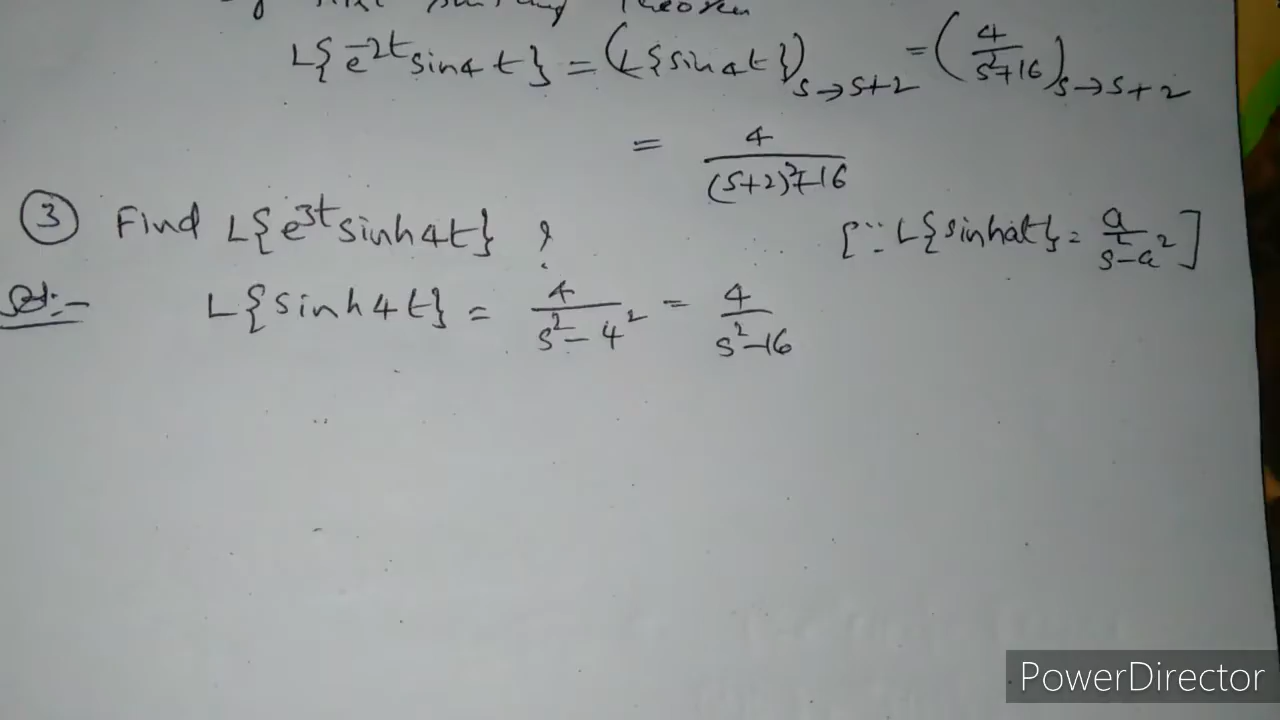 Theorem
L{e^-2t sin4t} = (L{sin4t})s→s+2 = (4/s²+16)s→s+2
= 4/(s+2)²+16
③ Find L{e^3t sinh4t} ? [∵ L{sinhat} = a/s²-a²]
Sol:- L{sinh4t} = 4/s²-4² = 4/s²-16
PowerDirector